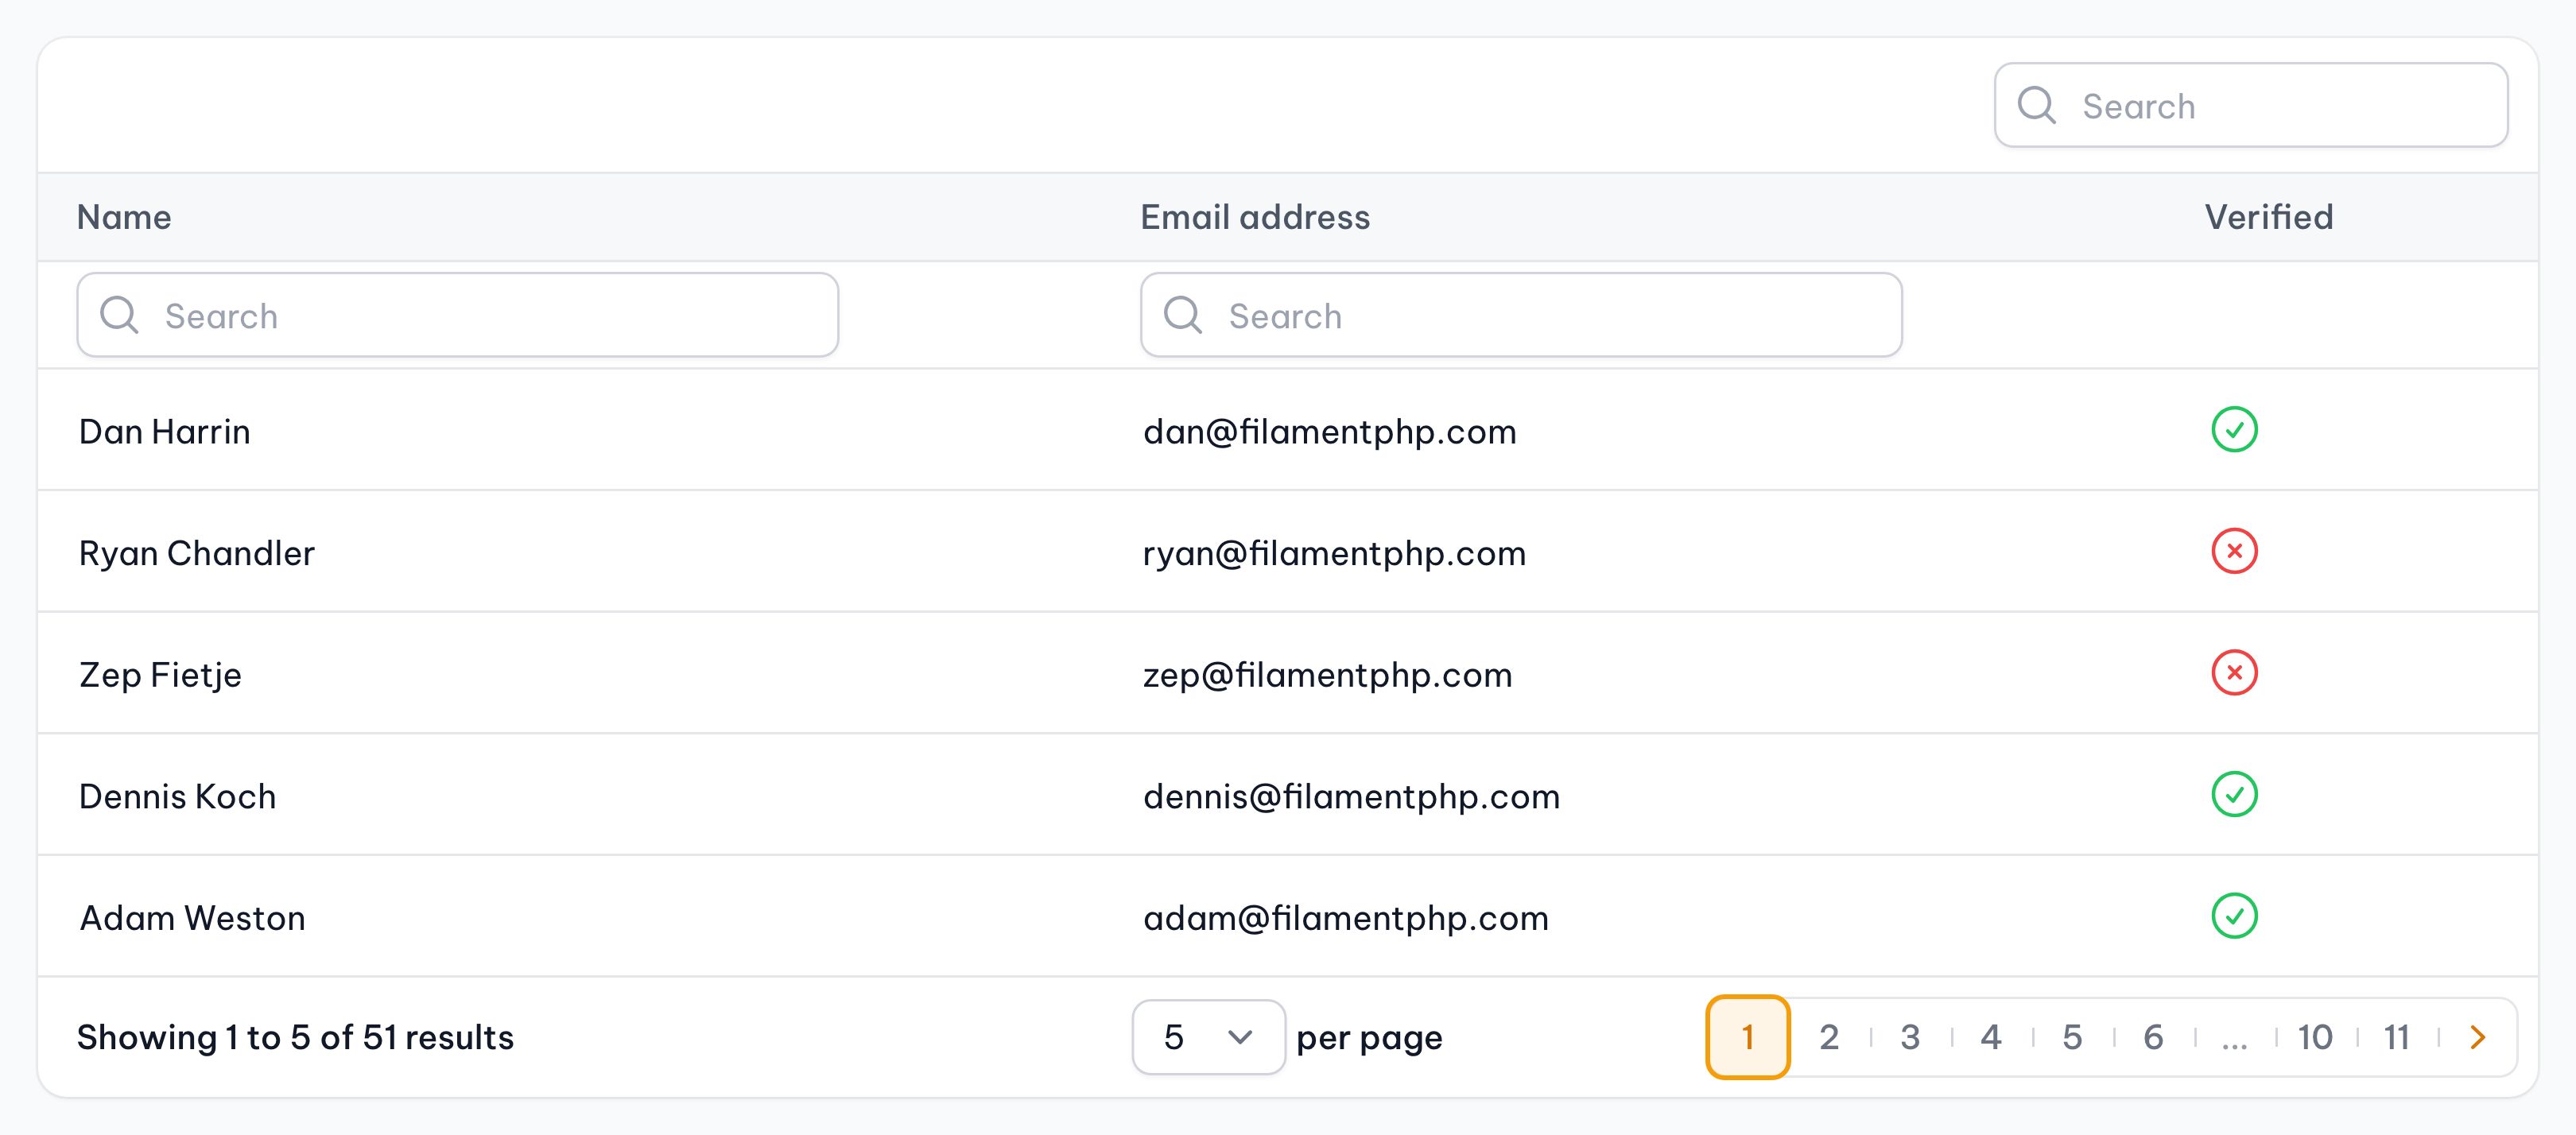 Search
Name Email address Verified
Search Search
Dan Harrin dan@filamentphp.com
Ryan Chandler ryan@filamentphp.com
Zep Fietje zep@filamentphp.com
Dennis Koch dennis@filamentphp.com
Adam Weston adam@filamentphp.com
Showing 1 to 5 of 51 results 5 per page 1 2 3 4 5 6 ... 10 11